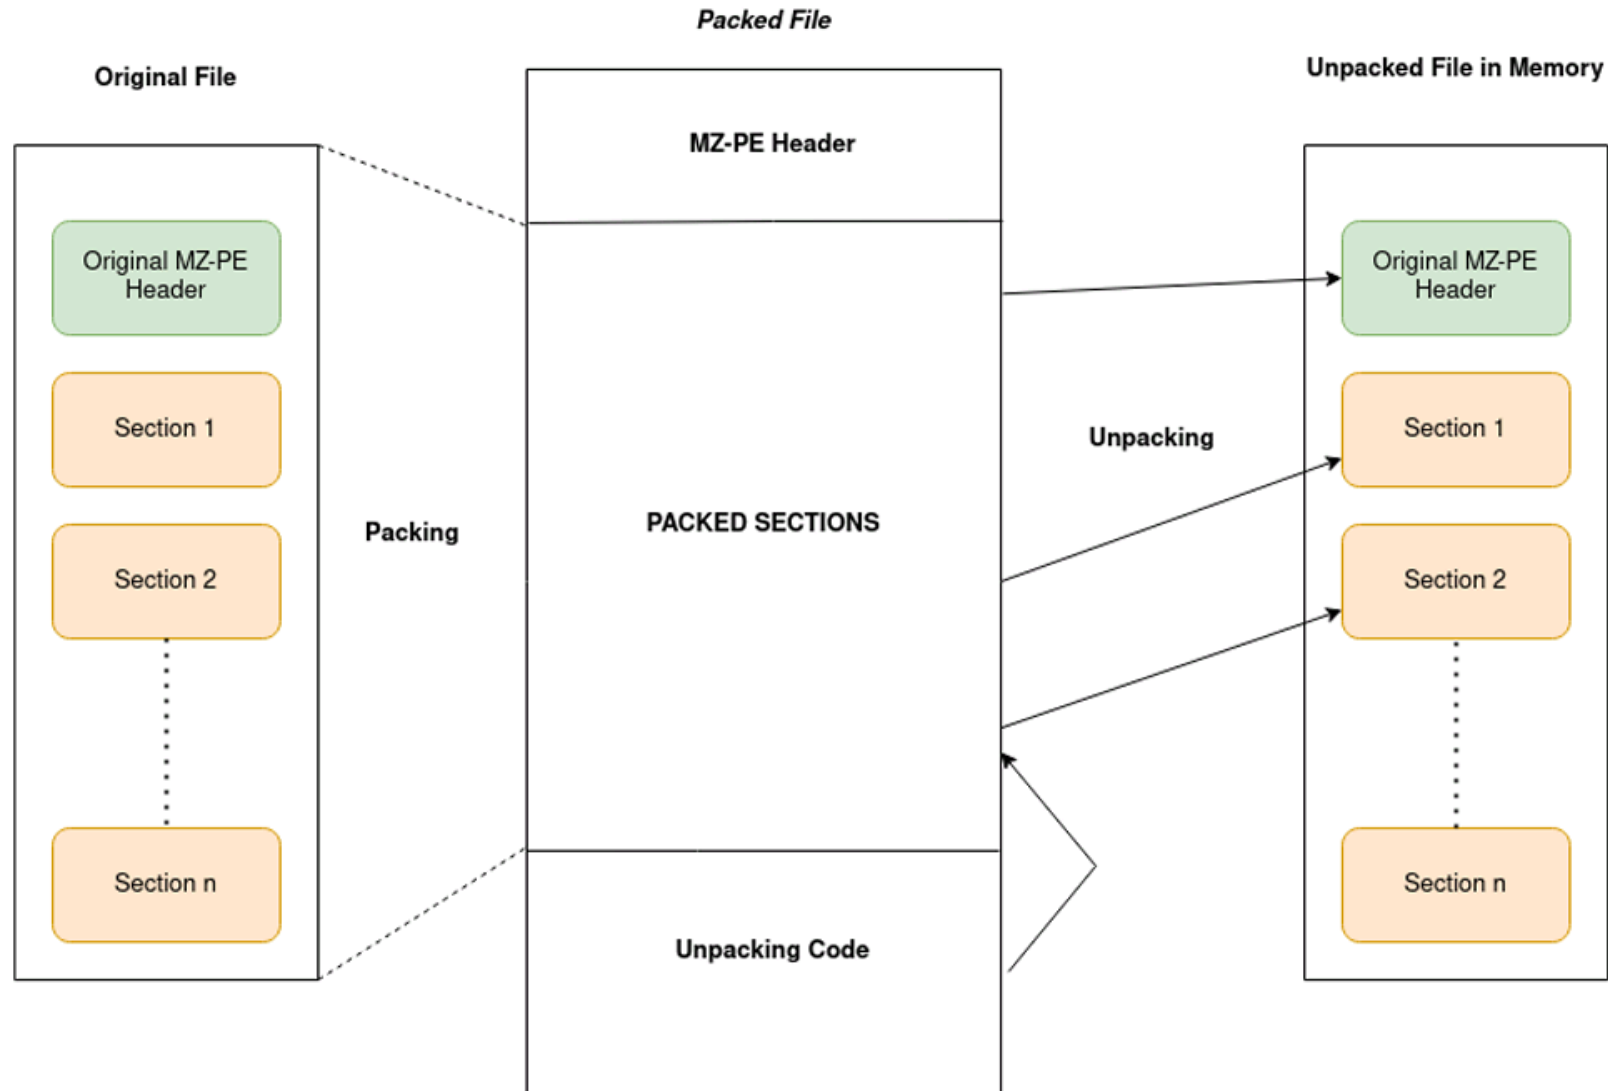 Packed File
Original File
Unpacked File in Memory
MZ-PE Header
Original MZ-PE
Header
Section 1
Section 2
Section n
Packing
PACKED SECTIONS
Unpacking Code
Unpacking
Original MZ-PE
Header
Section 1
Section 2
Section n